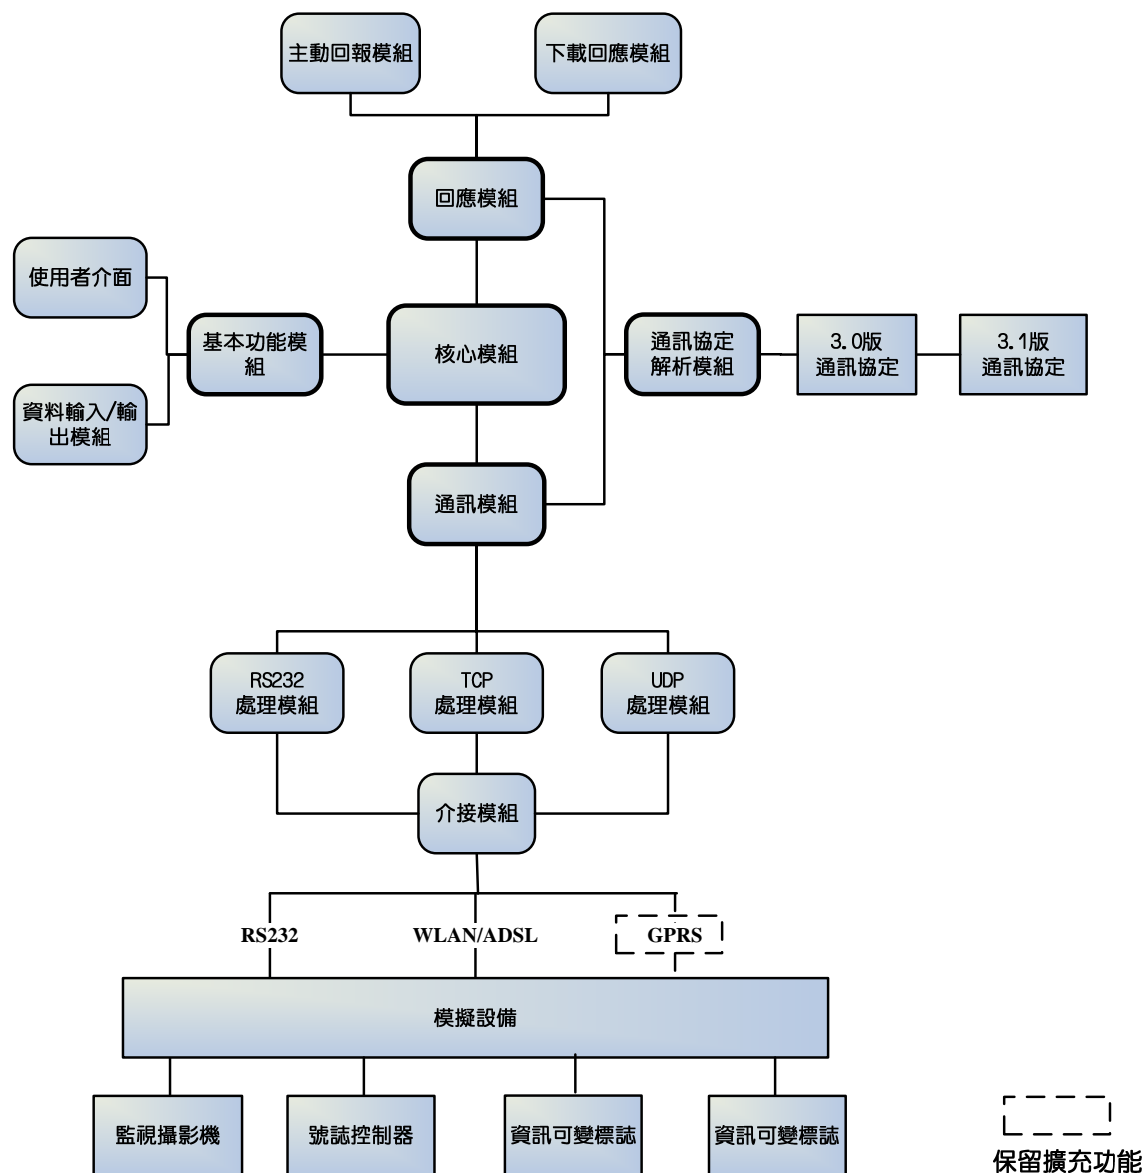 主動回報模組
下載回應模組
回應模組
使用者介面
基本功能模
組
核心模組
通訊協定
解析模組
3.0版
通訊協定
3.1版
通訊協定
資料輸入/輸
出模組
通訊模組
RS232
處理模組
TCP
處理模組
UDP
處理模組
介接模組
RS232
WLAN/ADSL
GPRS
模擬設備
監視攝影機
號誌控制器
資訊可變標誌
資訊可變標誌
保留擴充功能